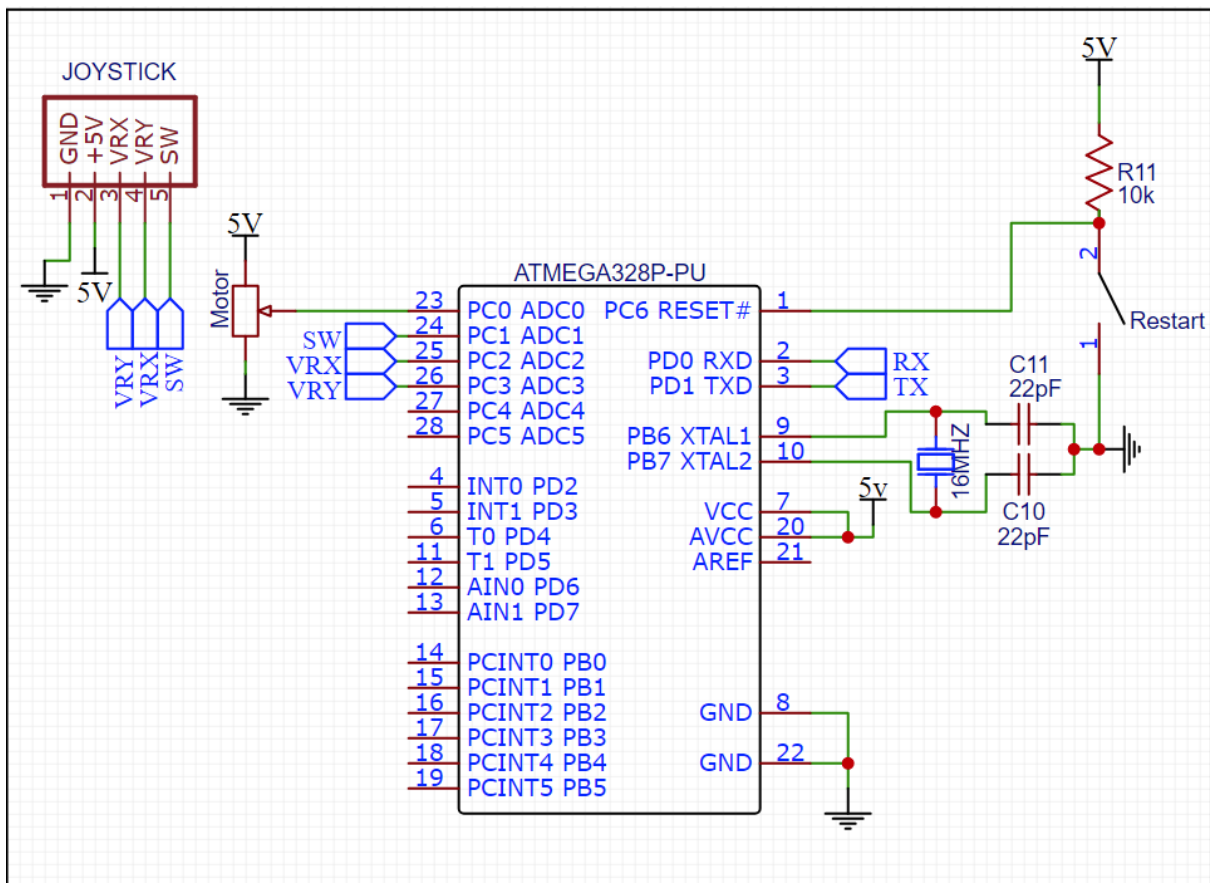 JOYSTICK
GND
+5V
VRX
VRY
SW
1
2
3
4
5
5V
VRY
VRX
SW
5V
Motor
SW
VRX
VRY
ATMEGA328P-PU
23 PC0 ADC0
24 PC1 ADC1
25 PC2 ADC2
26 PC3 ADC3
27 PC4 ADC4
28 PC5 ADC5
4 INT0 PD2
5 INT1 PD3
6 T0 PD4
11 T1 PD5
12 AIN0 PD6
13 AIN1 PD7
14 PCINT0 PB0
15 PCINT1 PB1
16 PCINT2 PB2
17 PCINT3 PB3
18 PCINT4 PB4
19 PCINT5 PB5
PC6 RESET# 1
PD0 RXD 2
PD1 TXD 3
PB6 XTAL1 9
PB7 XTAL2 10
VCC 7
AVCC 20
AREF 21
GND 8
GND 22
RX
TX
5v
16MHZ
C11
22pF
C10
22pF
5V
R11
10k
2
1
Restart